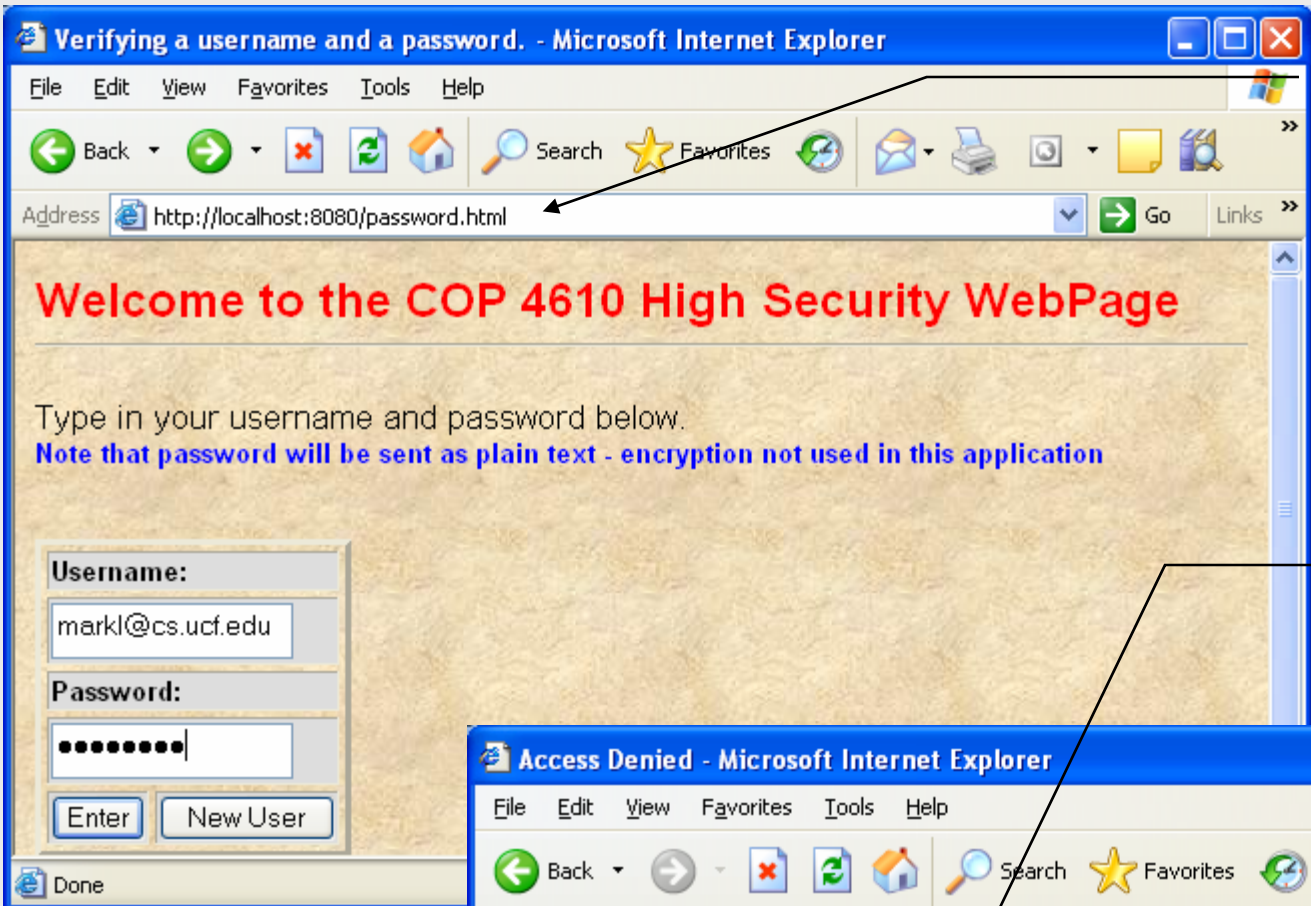 Verifying a username and a password. - Microsoft Internet Explorer
File Edit View Favorites Tools Help
Back Search Favorites »
Address http://localhost:8080/password.html Go Links »
Welcome to the COP 4610 High Security WebPage
Type in your username and password below.
Note that password will be sent as plain text - encryption not used in this application
Username:
markl@cs.ucf.edu
Password:
••••••••
Enter New User
Done
Access Denied - Microsoft Internet Explorer
File Edit View Favorites Tools Help
Back Search Favorites